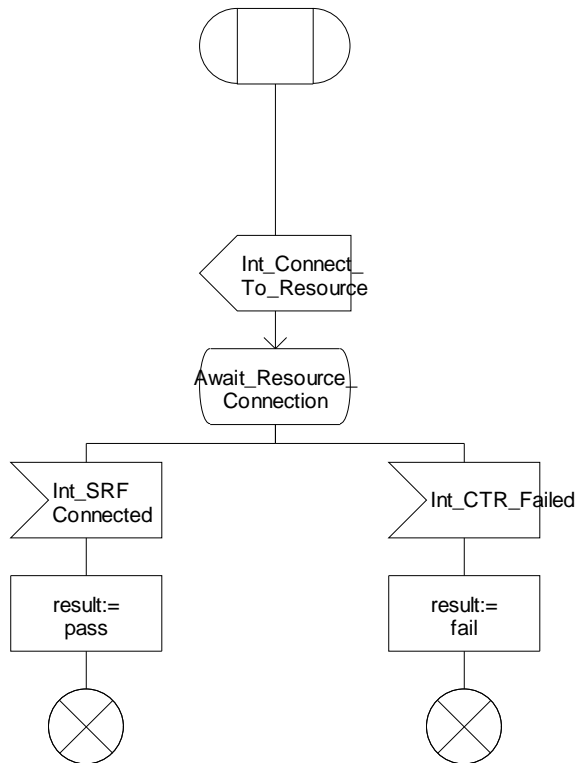 Int_Connect_
To_Resource
Await_Resource_
Connection
Int_SRF
Connected
Int_CTR_Failed
result:=
pass
result:=
fail